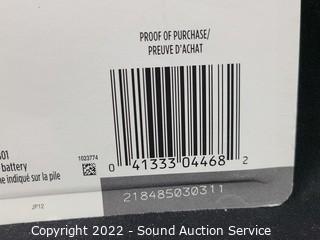 PROOF OF PURCHASE/
PREUVE D'ACHAT
1023774
battery
e indiqué sur la pile
0 41333 04468 2
JP12
218485030311
Copyright 2022 - Sound Auction Service